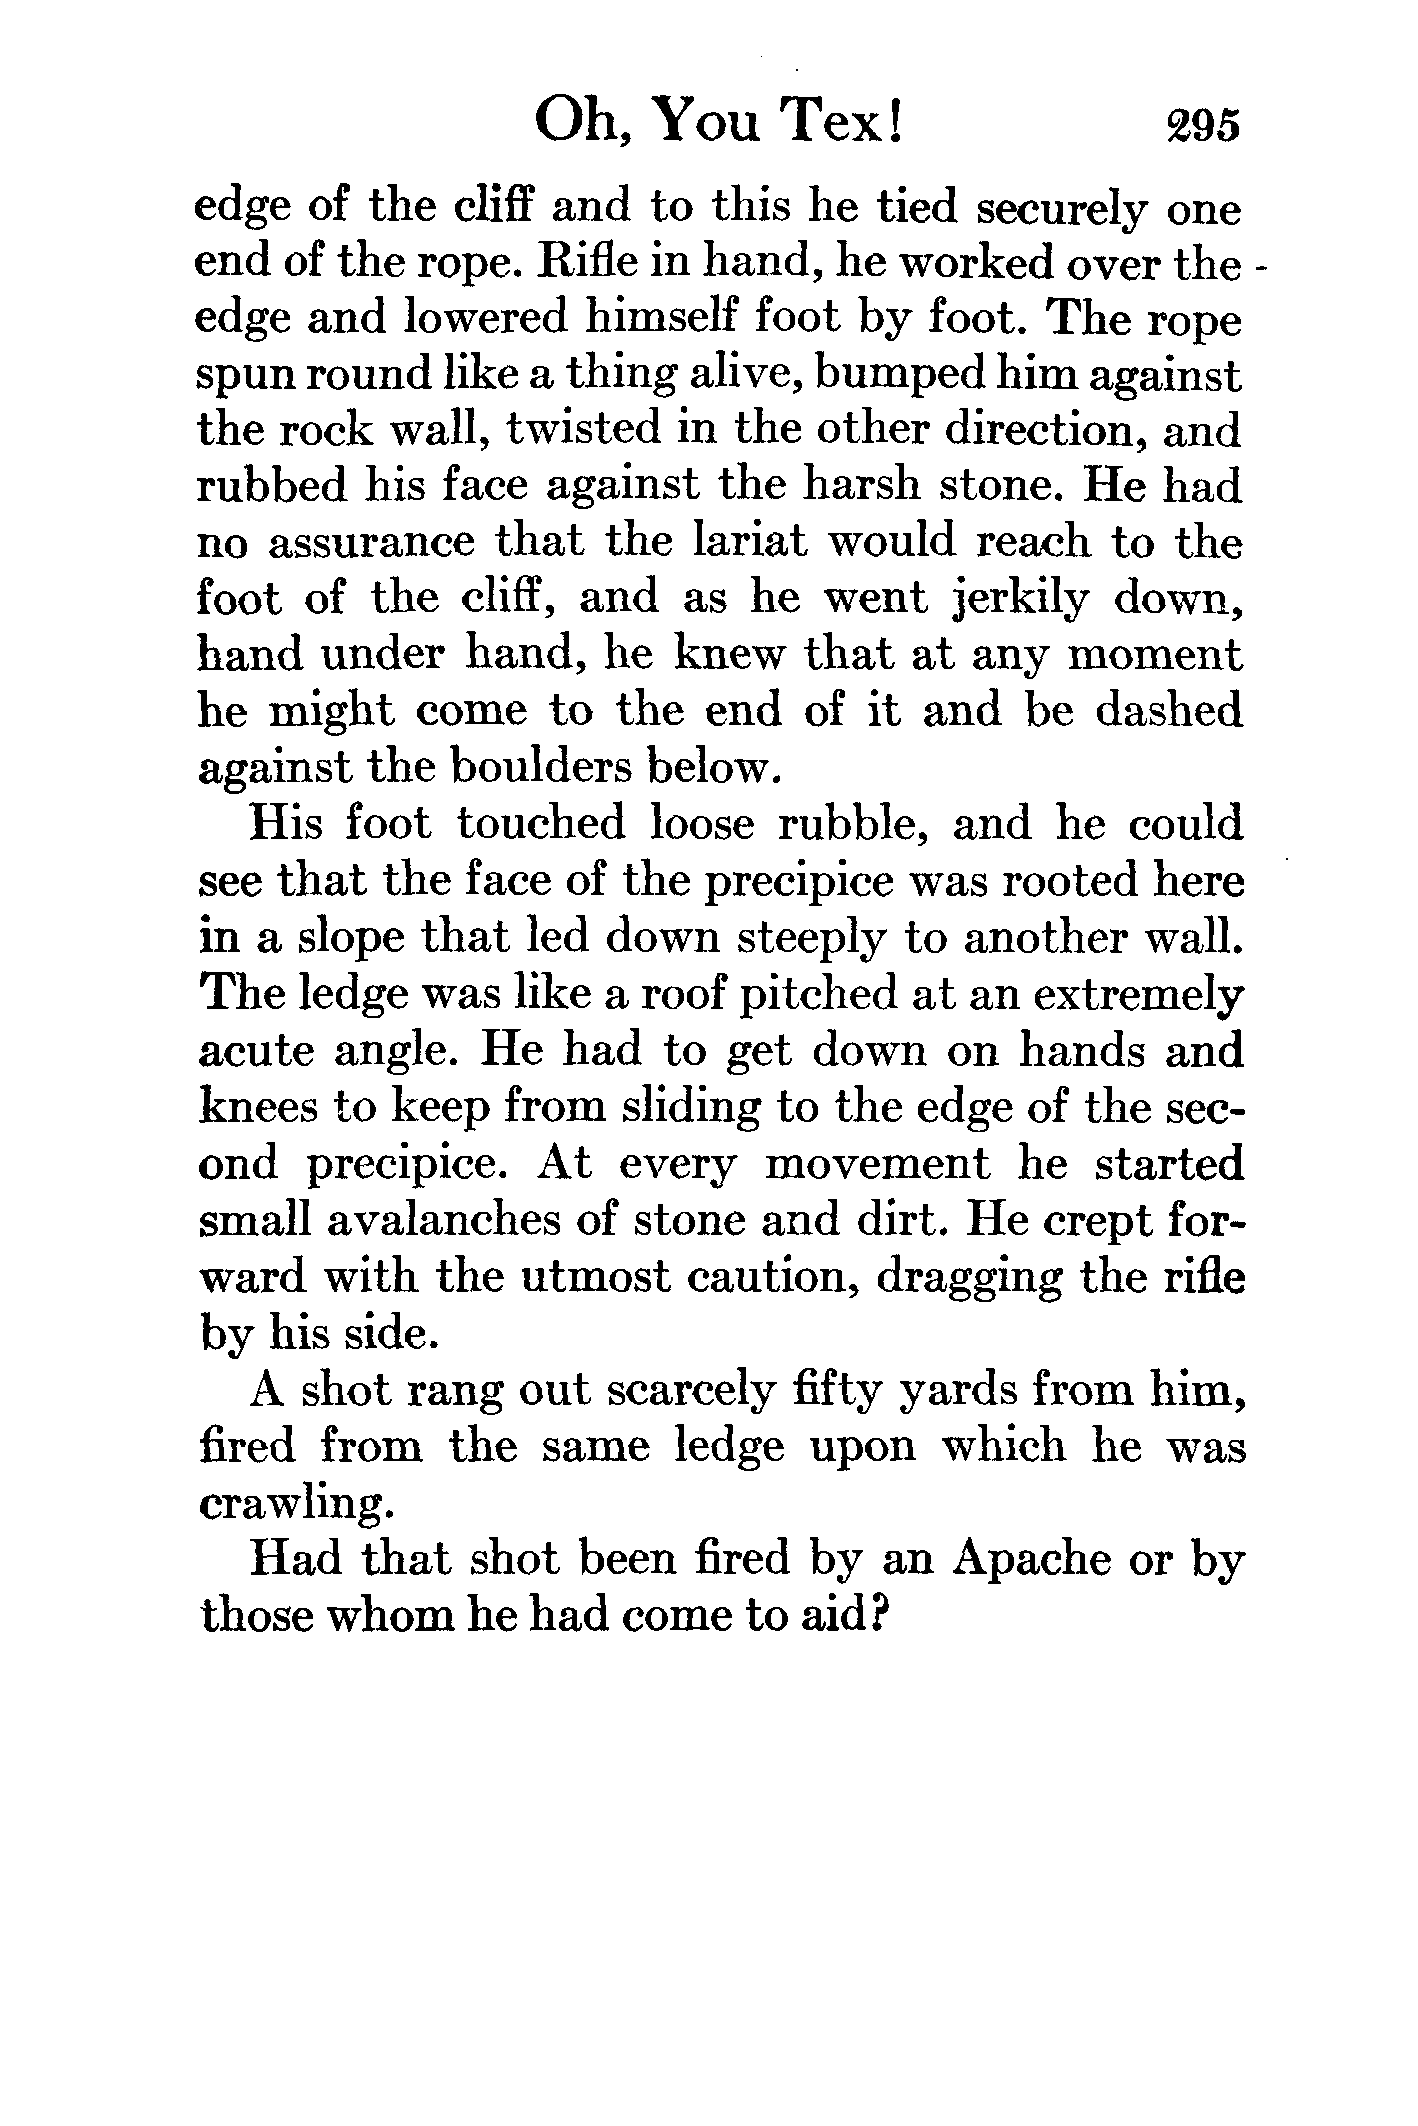 Oh, You Tex! 295
edge of the cliff and to this he tied securely one
end of the rope. Rifle in hand, he worked over the
edge and lowered himself foot by foot. The rope
spun round like a thing alive, bumped him against
the rock wall, twisted in the other direction, and
rubbed his face against the harsh stone. He had
no assurance that the lariat would reach to the
foot of the cliff, and as he went jerkily down,
hand under hand, he knew that at any moment
he might come to the end of it and be dashed
against the boulders below.
His foot touched loose rubble, and he could
see that the face of the precipice was rooted here
in a slope that led down steeply to another wall.
The ledge was like a roof pitched at an extremely
acute angle. He had to get down on hands and
knees to keep from sliding to the edge of the sec-
ond precipice. At every movement he started
small avalanches of stone and dirt. He crept for-
ward with the utmost caution, dragging the rifle
by his side.
A shot rang out scarcely fifty yards from him,
fired from the same ledge upon which he was
crawling.
Had that shot been fired by an Apache or by
those whom he had come to aid?